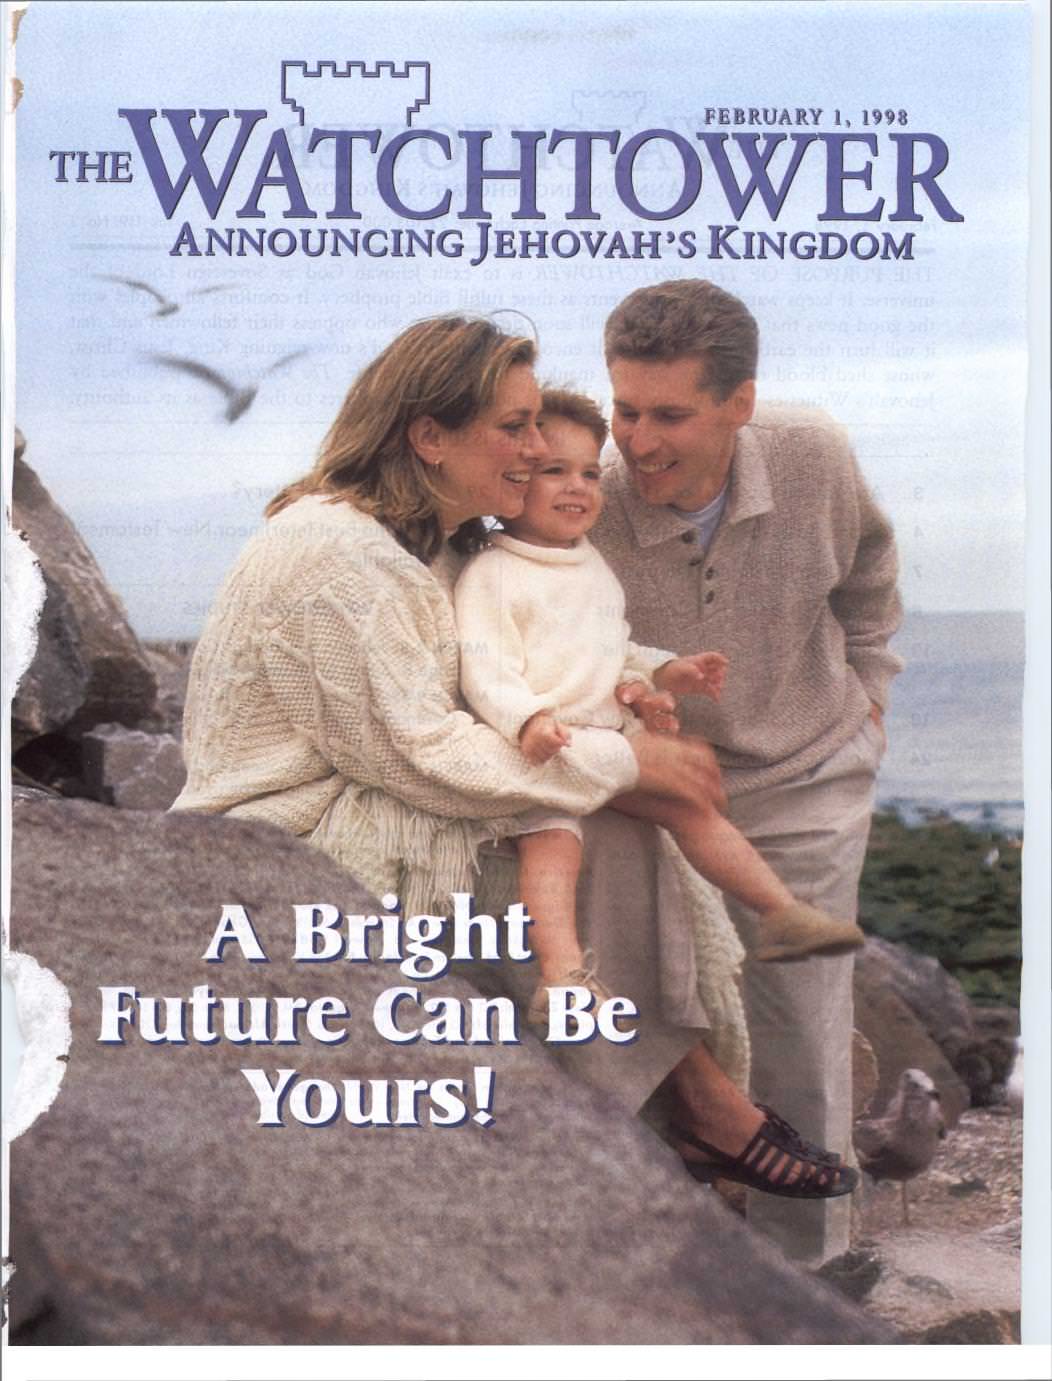 FEBRUARY 1, 1998
THE WATCHTOWER
ANNOUNCING JEHOVAH'S KINGDOM
A Bright
Future Can Be
Yours!